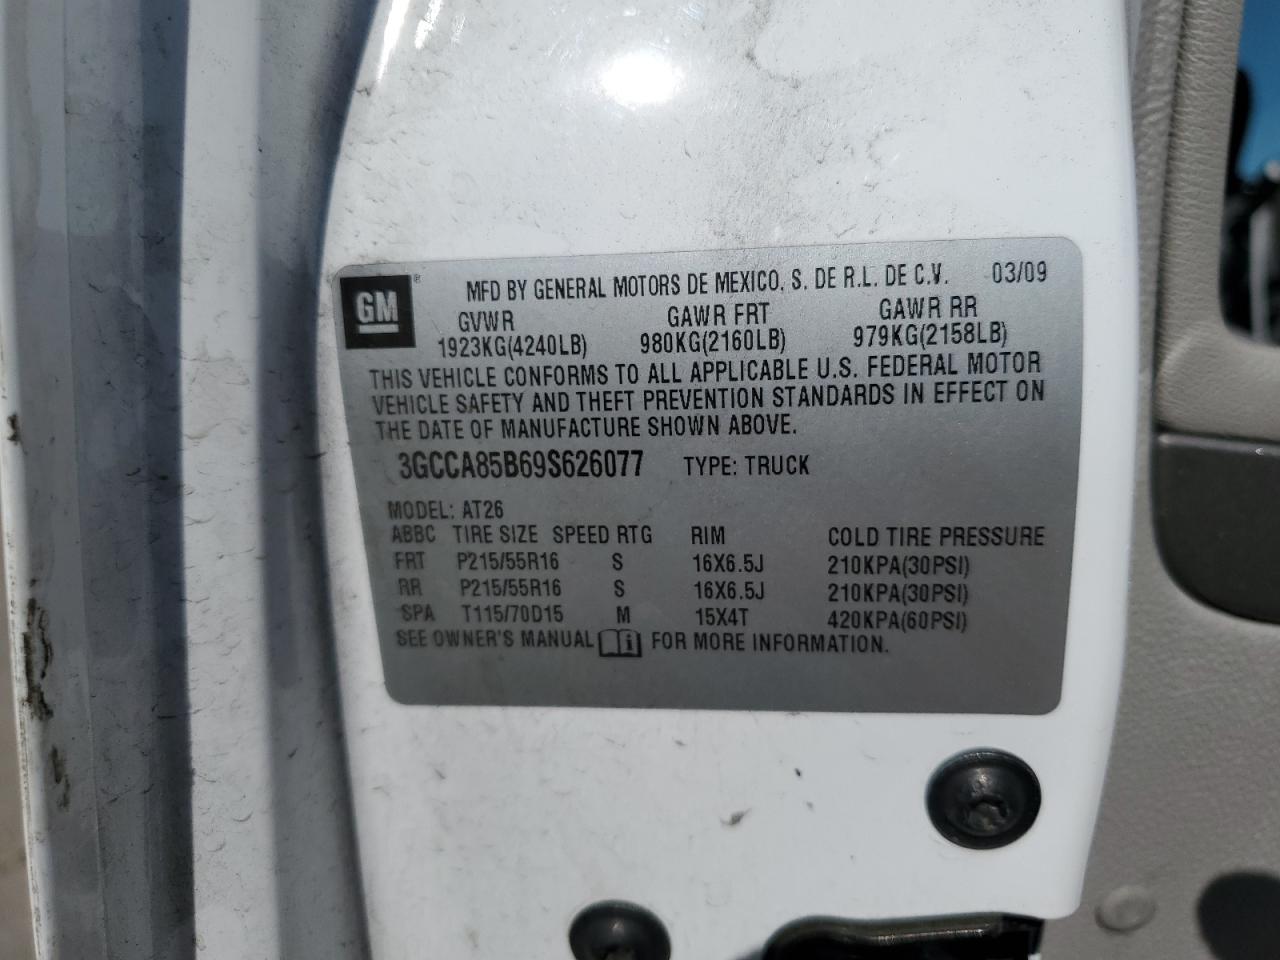 GM
MFD BY GENERAL MOTORS DE MEXICO, S. DE R.L. DE C.V. 03/09
GVWR GAWR FRT GAWR RR
1923KG(4240LB) 980KG(2160LB) 979KG(2158LB)
THIS VEHICLE CONFORMS TO ALL APPLICABLE U.S. FEDERAL MOTOR
VEHICLE SAFETY AND THEFT PREVENTION STANDARDS IN EFFECT ON
THE DATE OF MANUFACTURE SHOWN ABOVE.
3GCCA85B69S626077 TYPE: TRUCK
MODEL: AT26
ABBC TIRE SIZE SPEED RTG RIM COLD TIRE PRESSURE
FRT P215/55R16 S 16X6.5J 210KPA(30PSI)
RR P215/55R16 S 16X6.5J 210KPA(30PSI)
SPA T115/70D15 M 15X4T 420KPA(60PSI)
SEE OWNER'S MANUAL i FOR MORE INFORMATION.